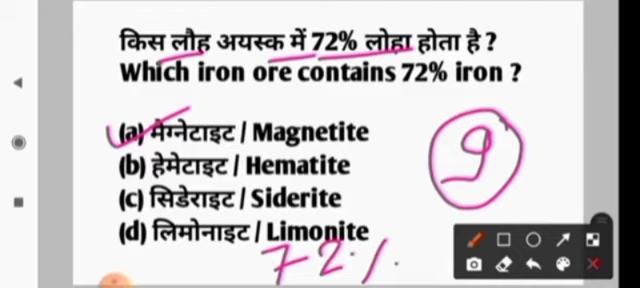 किस लौह अयस्क में 72% लोहा होता है ?
Which iron ore contains 72% iron ?
(a) मैग्नेटाइट / Magnetite
(b) हेमेटाइट / Hematite
(c) सिडेराइट / Siderite
(d) लिमोनाइट / Limonite
9
72%.